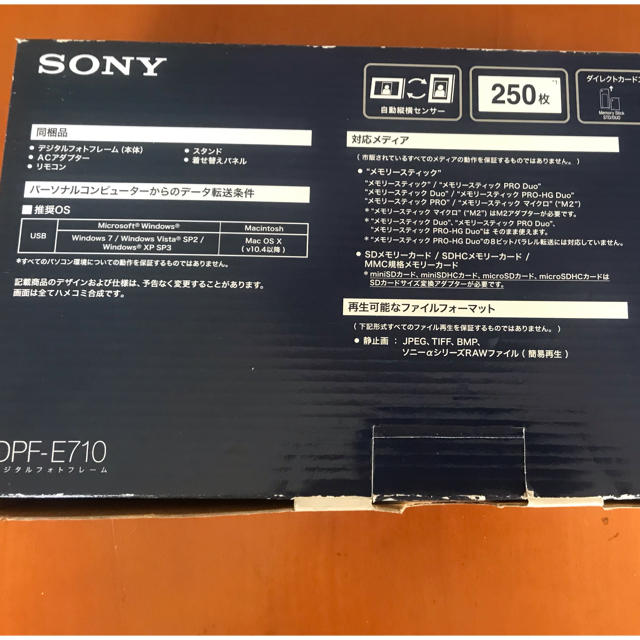 SONY
自動縦横センサー
250枚
*1
ダイレクトカード
Memory Stick
STD/DUO
同梱品
● デジタルフォトフレーム（本体）
● ACアダプター
● リモコン
● スタンド
● 着せ替えパネル
パーソナルコンピューターからのデータ転送条件
■ 推奨OS
Microsoft® Windows®
Macintosh
USB
Windows 7 / Windows Vista® SP2 /
Windows® XP SP3
Mac OS X
（v10.4以降）
*すべてのパソコン環境についての動作を保証するものではありません。
記載商品のデザインおよび仕様は、予告なく変更することがあります。
画面は全てハメコミ合成です。
対応メディア
（ 市販されているすべてのメディアの動作を保証するものではありません。）
● “メモリースティック”
“メモリースティック” / “メモリースティック PRO Duo”
“メモリースティック Duo” / “メモリースティック PRO-HG Duo”
“メモリースティック PRO” / “メモリースティック マイクロ” (“M2”)
* “メモリースティック マイクロ” (“M2”) はM2アダプターが必要です。
* “メモリースティック Duo”、“メモリースティック PRO Duo”、
“メモリースティック PRO-HG Duo”は そのまま使えます。
* “メモリースティック PRO-HG Duo”の8ビットパラレル転送には対応していません。
● SDメモリーカード / SDHCメモリーカード /
MMC規格メモリーカード
* miniSDカード、miniSDHCカード、microSDカード、microSDHCカードは
SDカードサイズ変換アダプターが必要です。
再生可能なファイルフォーマット
（ 下記形式すべてのファイル再生を保証するものではありません。）
● 静止画 ： JPEG、TIFF、BMP、
ソニーαシリーズRAWファイル（ 簡易再生 ）
DPF-E710
デジタルフォトフレーム